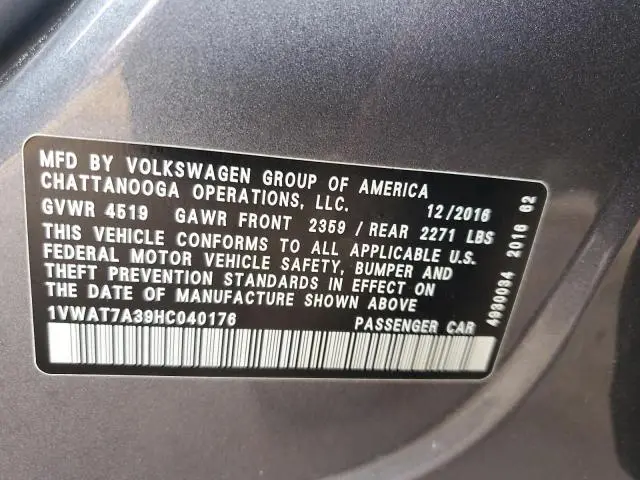 MFD BY VOLKSWAGEN GROUP OF AMERICA
CHATTANOOGA OPERATIONS, LLC. 12/2016
GVWR 4519 GAWR FRONT 2359 / REAR 2271 LBS
THIS VEHICLE CONFORMS TO ALL APPLICABLE U.S.
FEDERAL MOTOR VEHICLE SAFETY, BUMPER AND
THEFT PREVENTION STANDARDS IN EFFECT ON
THE DATE OF MANUFACTURE SHOWN ABOVE
1VWAT7A39HC040176 PASSENGER CAR
4930034 2016 62